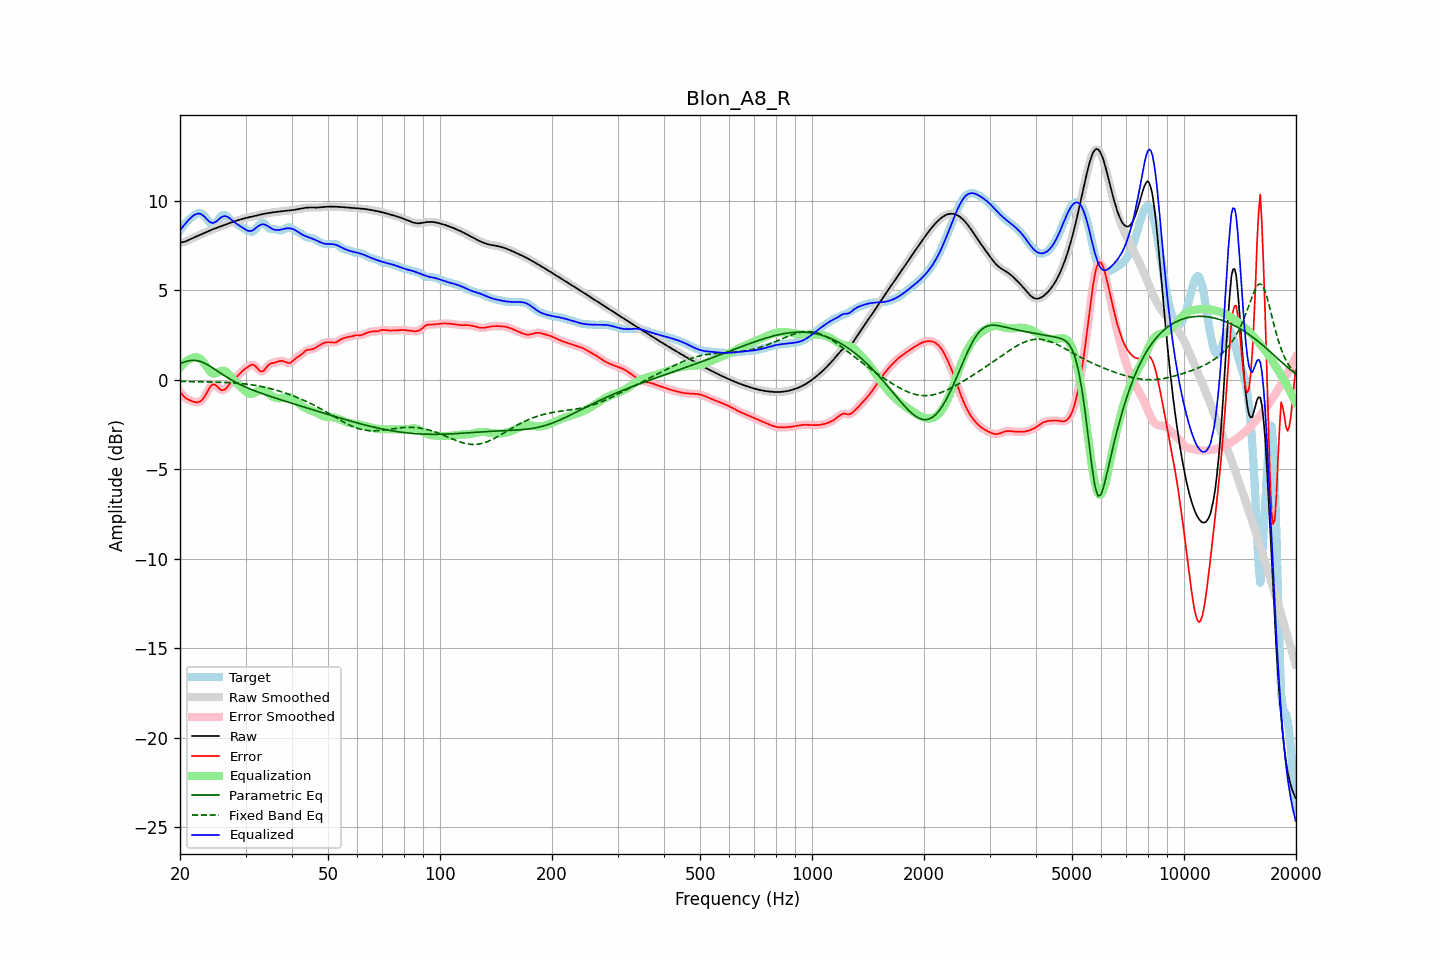 Blon_A8_R
Amplitude (dBr)
10
5
0
−5
−10
−15
−20
−25
Target
Raw Smoothed
Error Smoothed
Raw
Error
Equalization
Parametric Eq
Fixed Band Eq
Equalized
20 50 100 200 500 1000 2000 5000 10000 20000
Frequency (Hz)